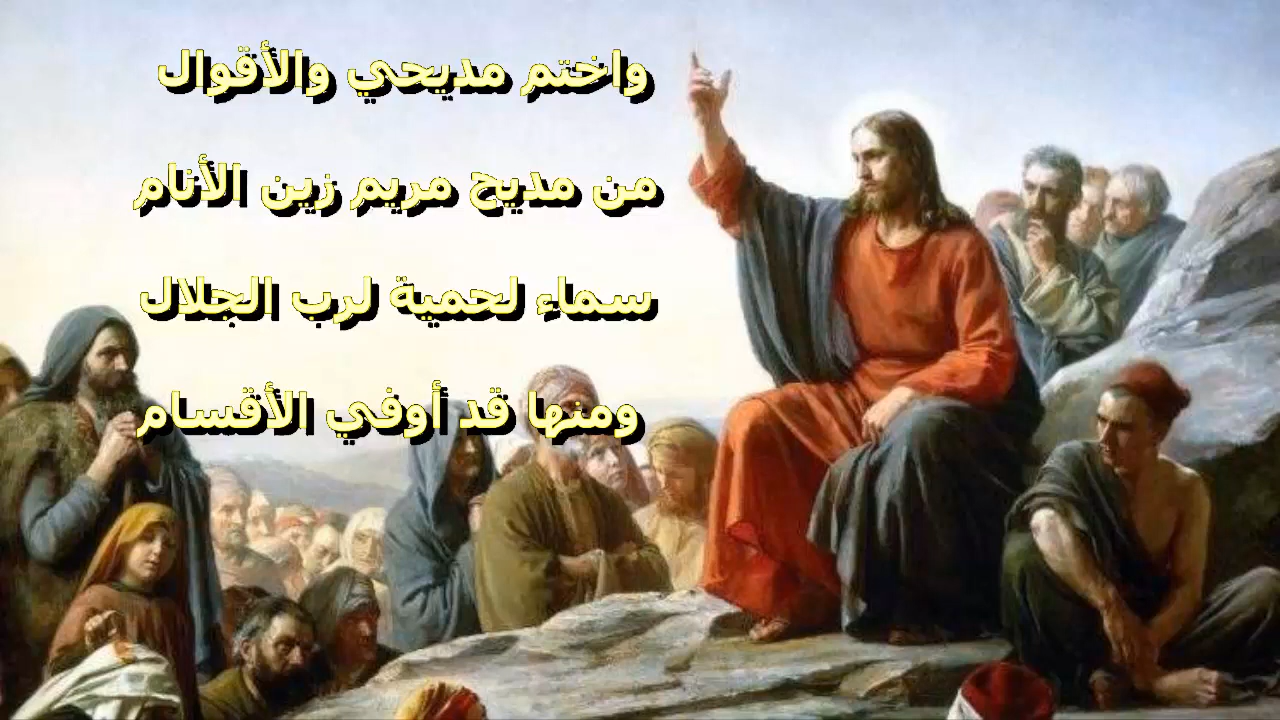 واختم مديحي والأقوال
من مديح مريم زين الأنام
سماء لحمية لرب الجلال
ومنها قد أوفي الأقسام